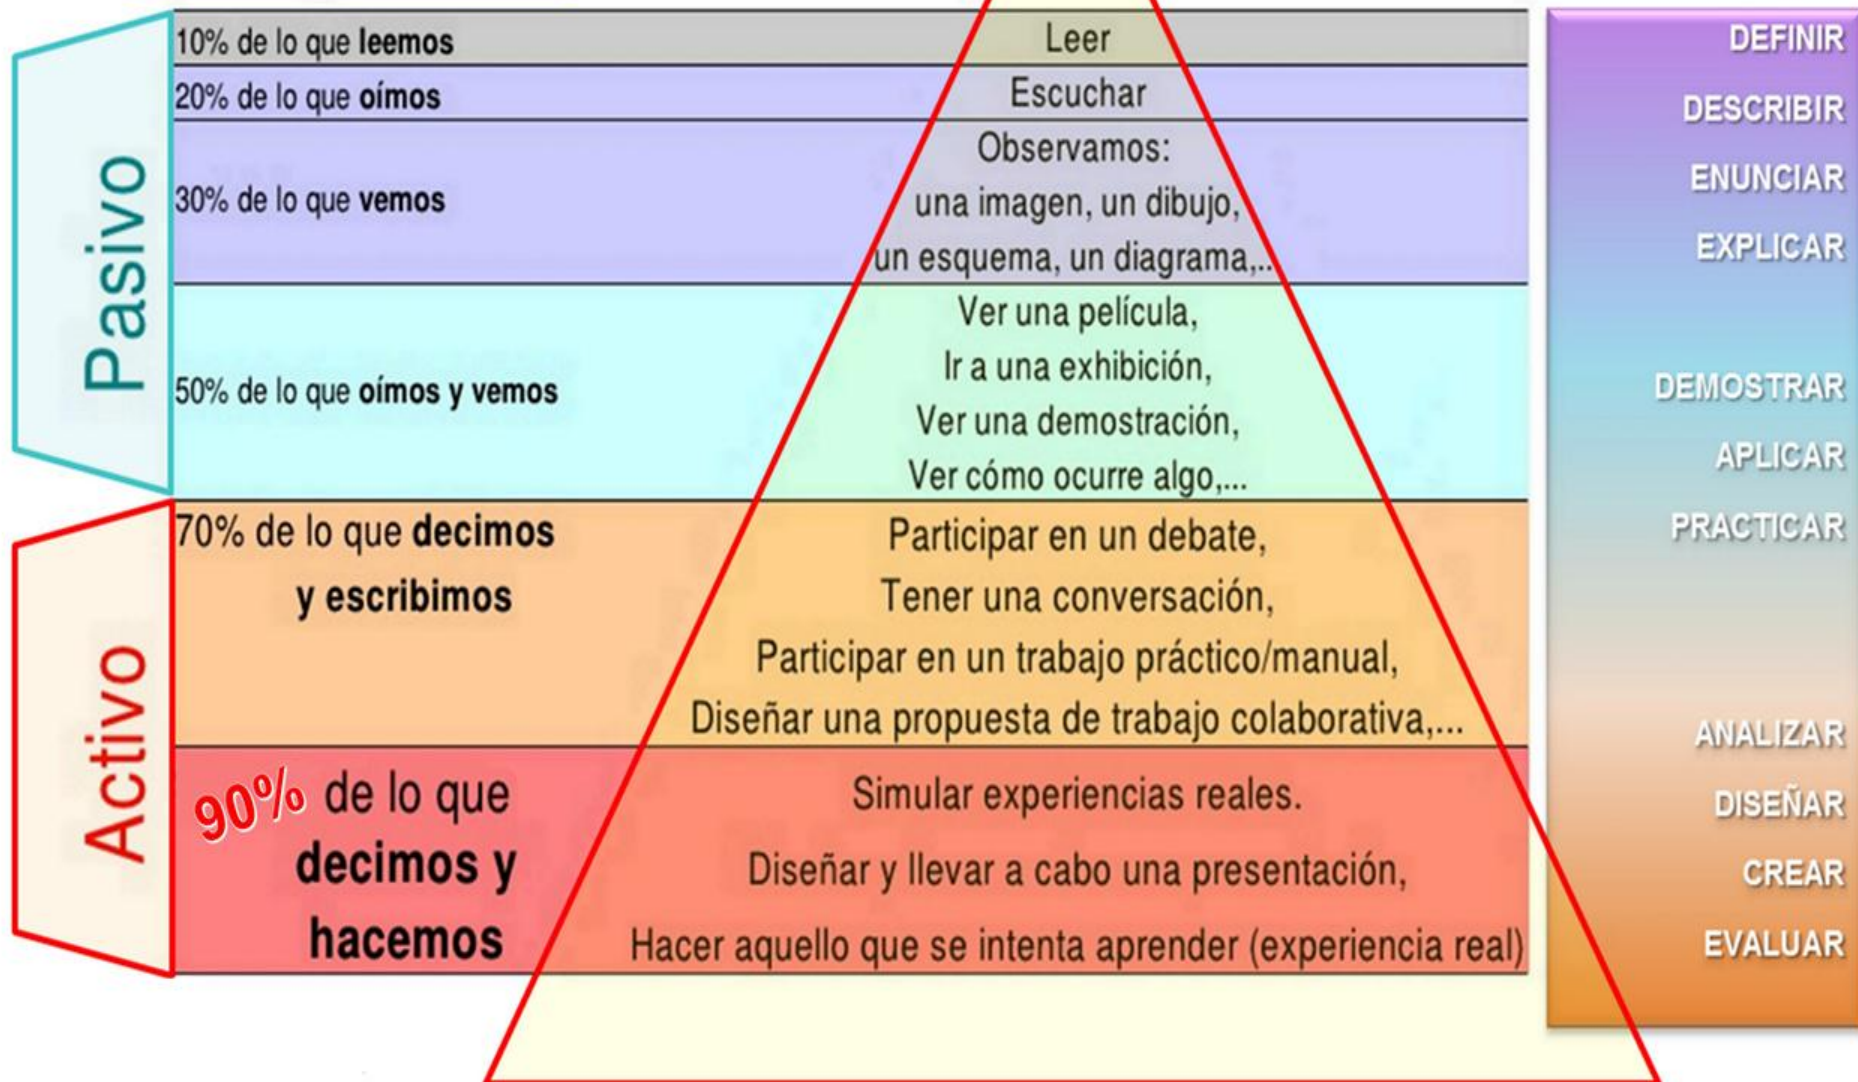 Pasivo
10% de lo que leemos
Leer
20% de lo que oímos
Escuchar
30% de lo que vemos
Observamos:
una imagen, un dibujo,
un esquema, un diagrama,..
50% de lo que oímos y vemos
Ver una película,
Ir a una exhibición,
Ver una demostración,
Ver cómo ocurre algo,...
Activo
70% de lo que decimos
y escribimos
Participar en un debate,
Tener una conversación,
Participar en un trabajo práctico/manual,
Diseñar una propuesta de trabajo colaborativa,...
90% de lo que
decimos y
hacemos
Simular experiencias reales.
Diseñar y llevar a cabo una presentación,
Hacer aquello que se intenta aprender (experiencia real)
DEFINIR
DESCRIBIR
ENUNCIAR
EXPLICAR
DEMOSTRAR
APLICAR
PRACTICAR
ANALIZAR
DISEÑAR
CREAR
EVALUAR